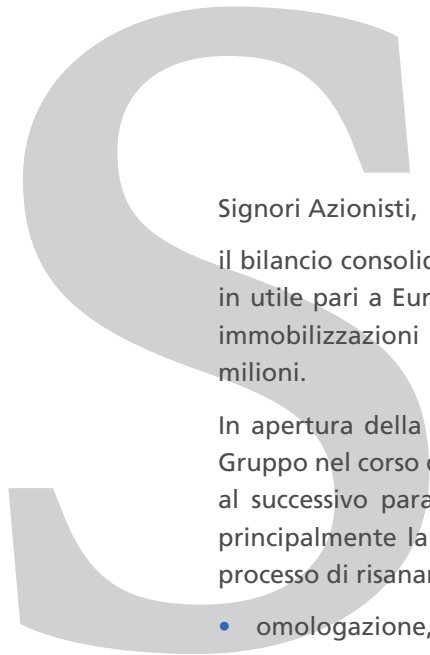 S
Signori Azionisti,
il bilancio consolid
in utile pari a Eur
immobilizzazioni
milioni.
In apertura della
Gruppo nel corso
al successivo para
principalmente la
processo di risanar
• omologazione,